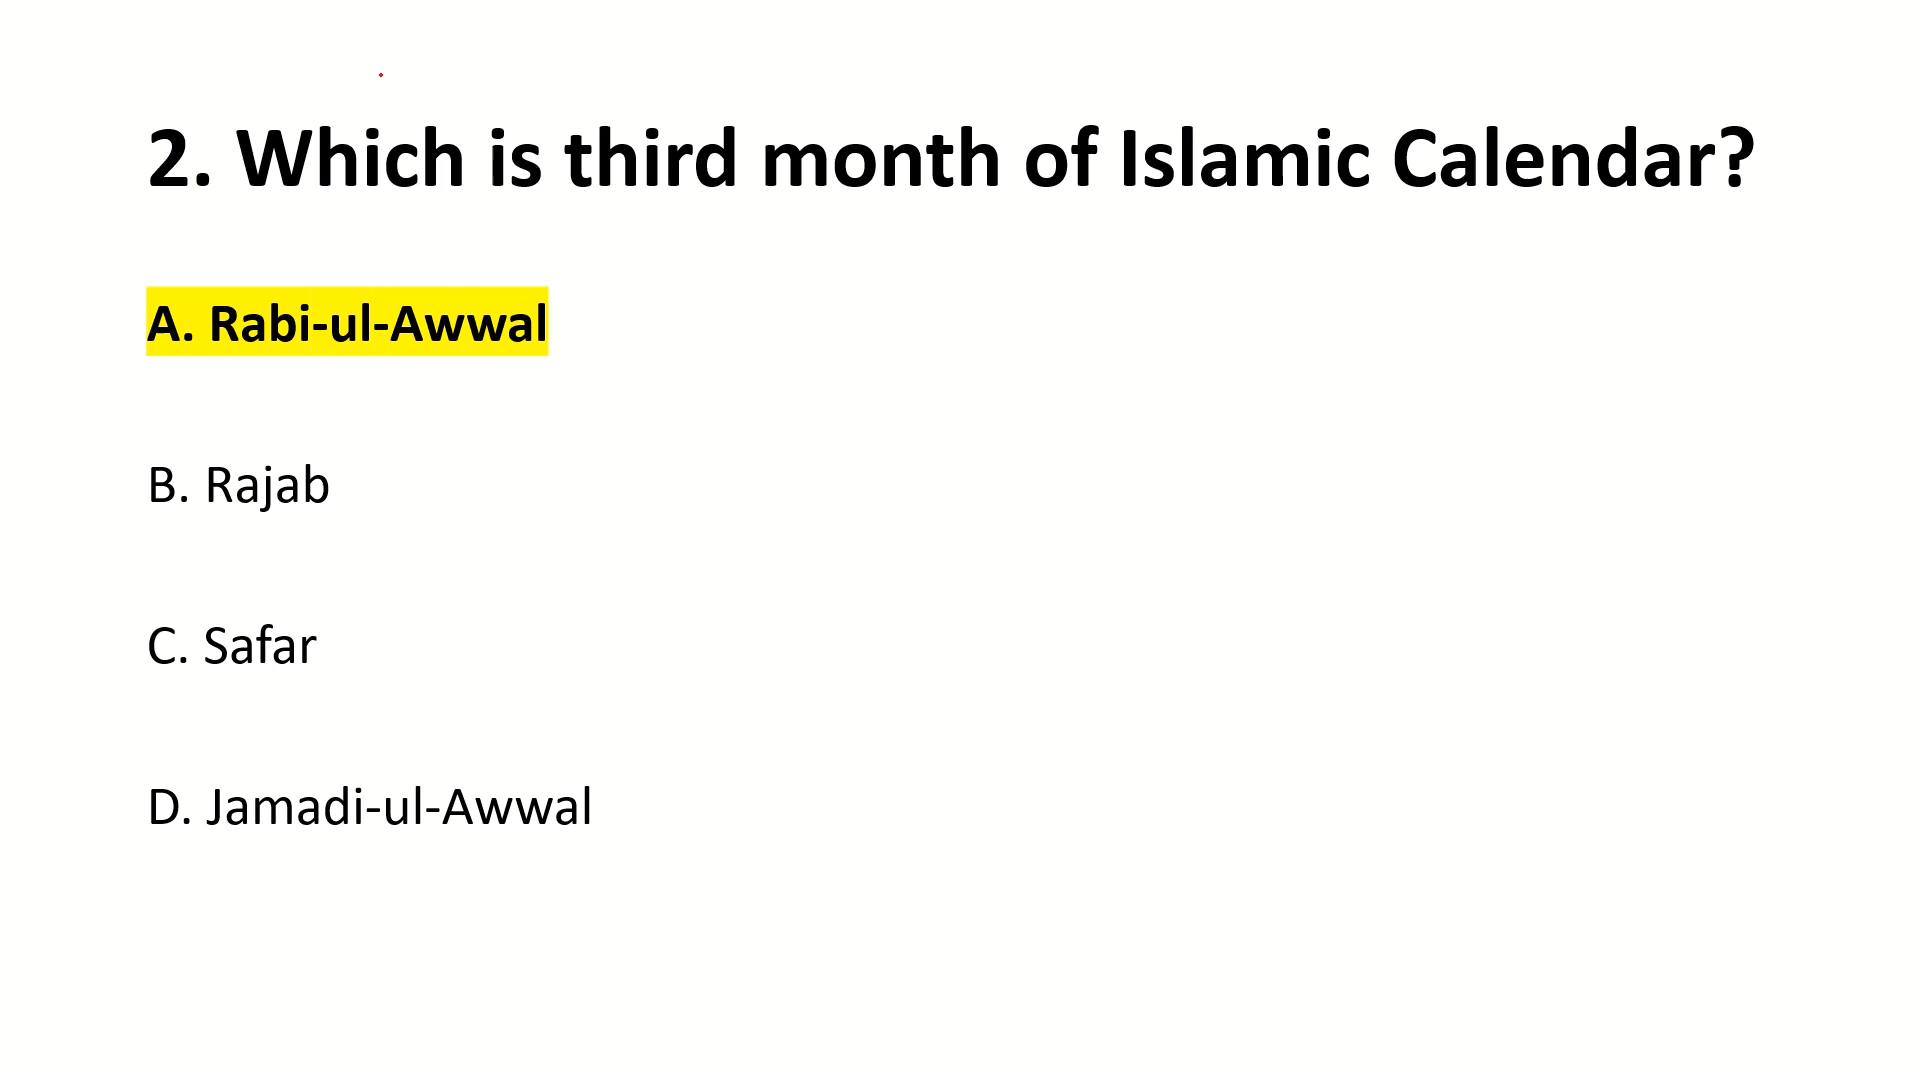 2. Which is third month of Islamic Calendar?
A. Rabi-ul-Awwal
B. Rajab
C. Safar
D. Jamadi-ul-Awwal